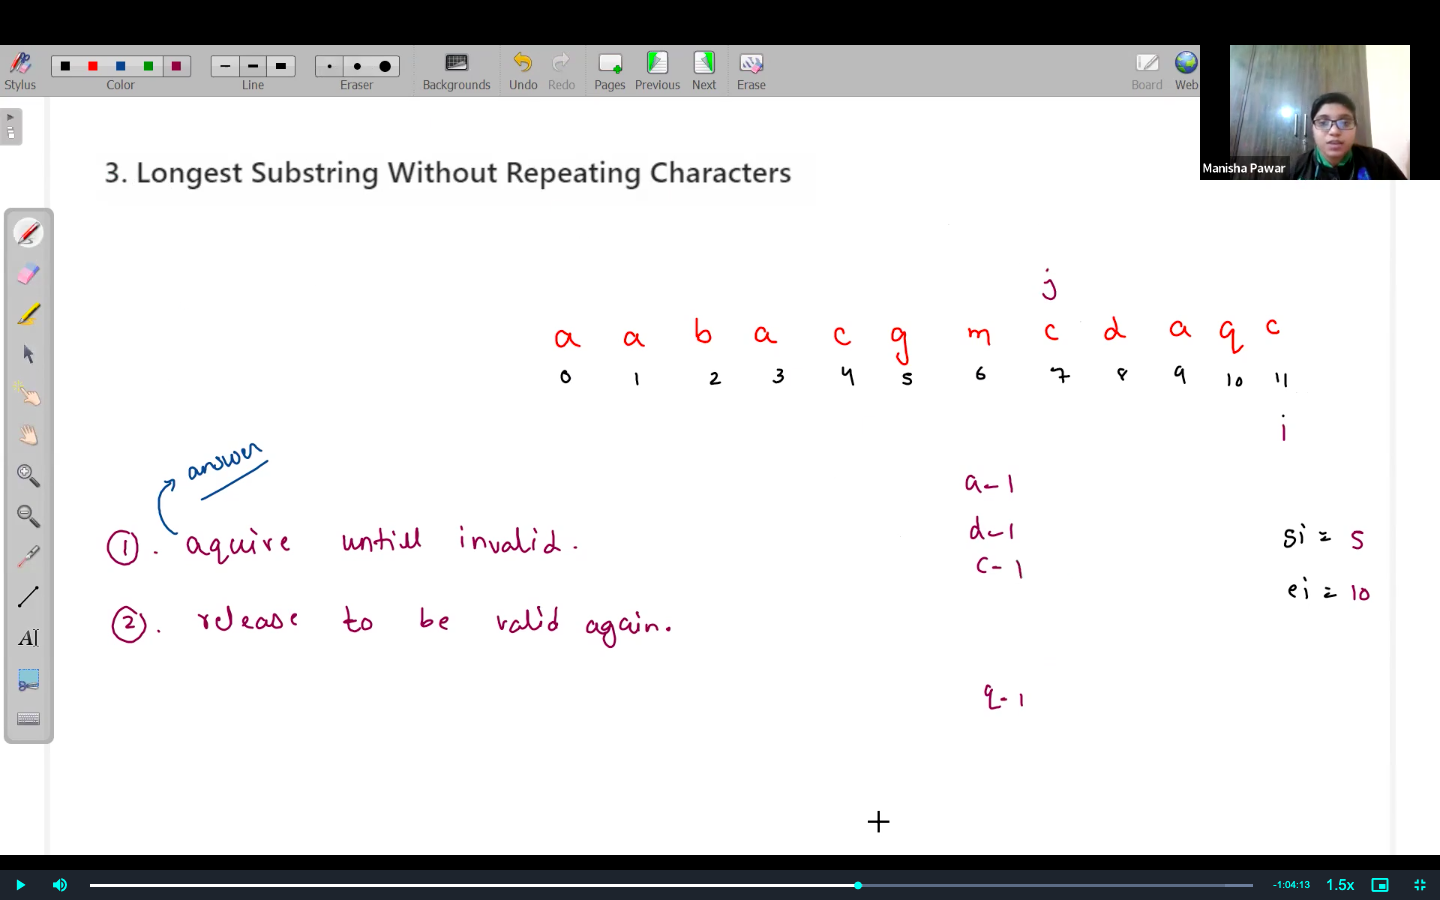 Stylus
Color
Line
Eraser
Backgrounds
Undo
Redo
Pages
Previous
Next
Erase
Board
Web
Manisha Pawar
3. Longest Substring Without Repeating Characters
j
a a b a c g m c d a q c
0 1 2 3 4 5 6 7 8 9 10 11
i
answer
a-1
① . aquire untill invalid.
d-1
c-1
si = 5
ei = 10
② . release to be valid again.
q-1
AI
-1:04:13
1.5x